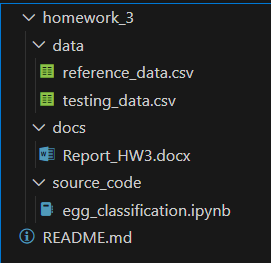 homework_3
data
reference_data.csv
testing_data.csv
docs
Report_HW3.docx
source_code
egg_classification.ipynb
README.md